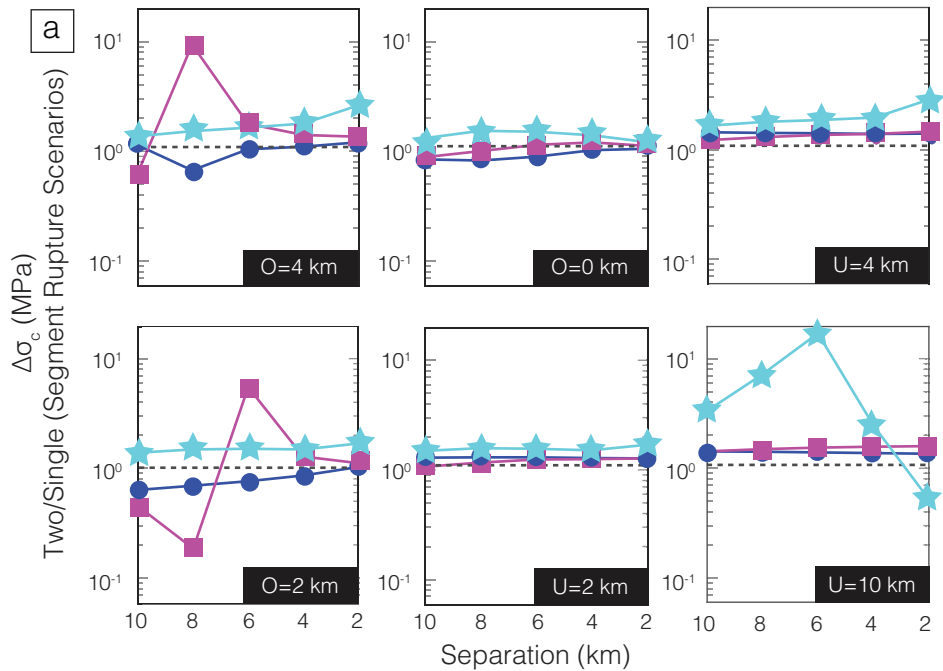 a
Δσc (MPa)
Two/Single (Segment Rupture Scenarios)
10¹
10⁰
10⁻¹
O=4 km
10¹
10⁰
10⁻¹
O=0 km
10¹
10⁰
10⁻¹
U=4 km
10¹
10⁰
10⁻¹
O=2 km
10 8 6 4 2
10¹
10⁰
10⁻¹
U=2 km
10 8 6 4 2
10¹
10⁰
10⁻¹
U=10 km
10 8 6 4 2
Separation (km)